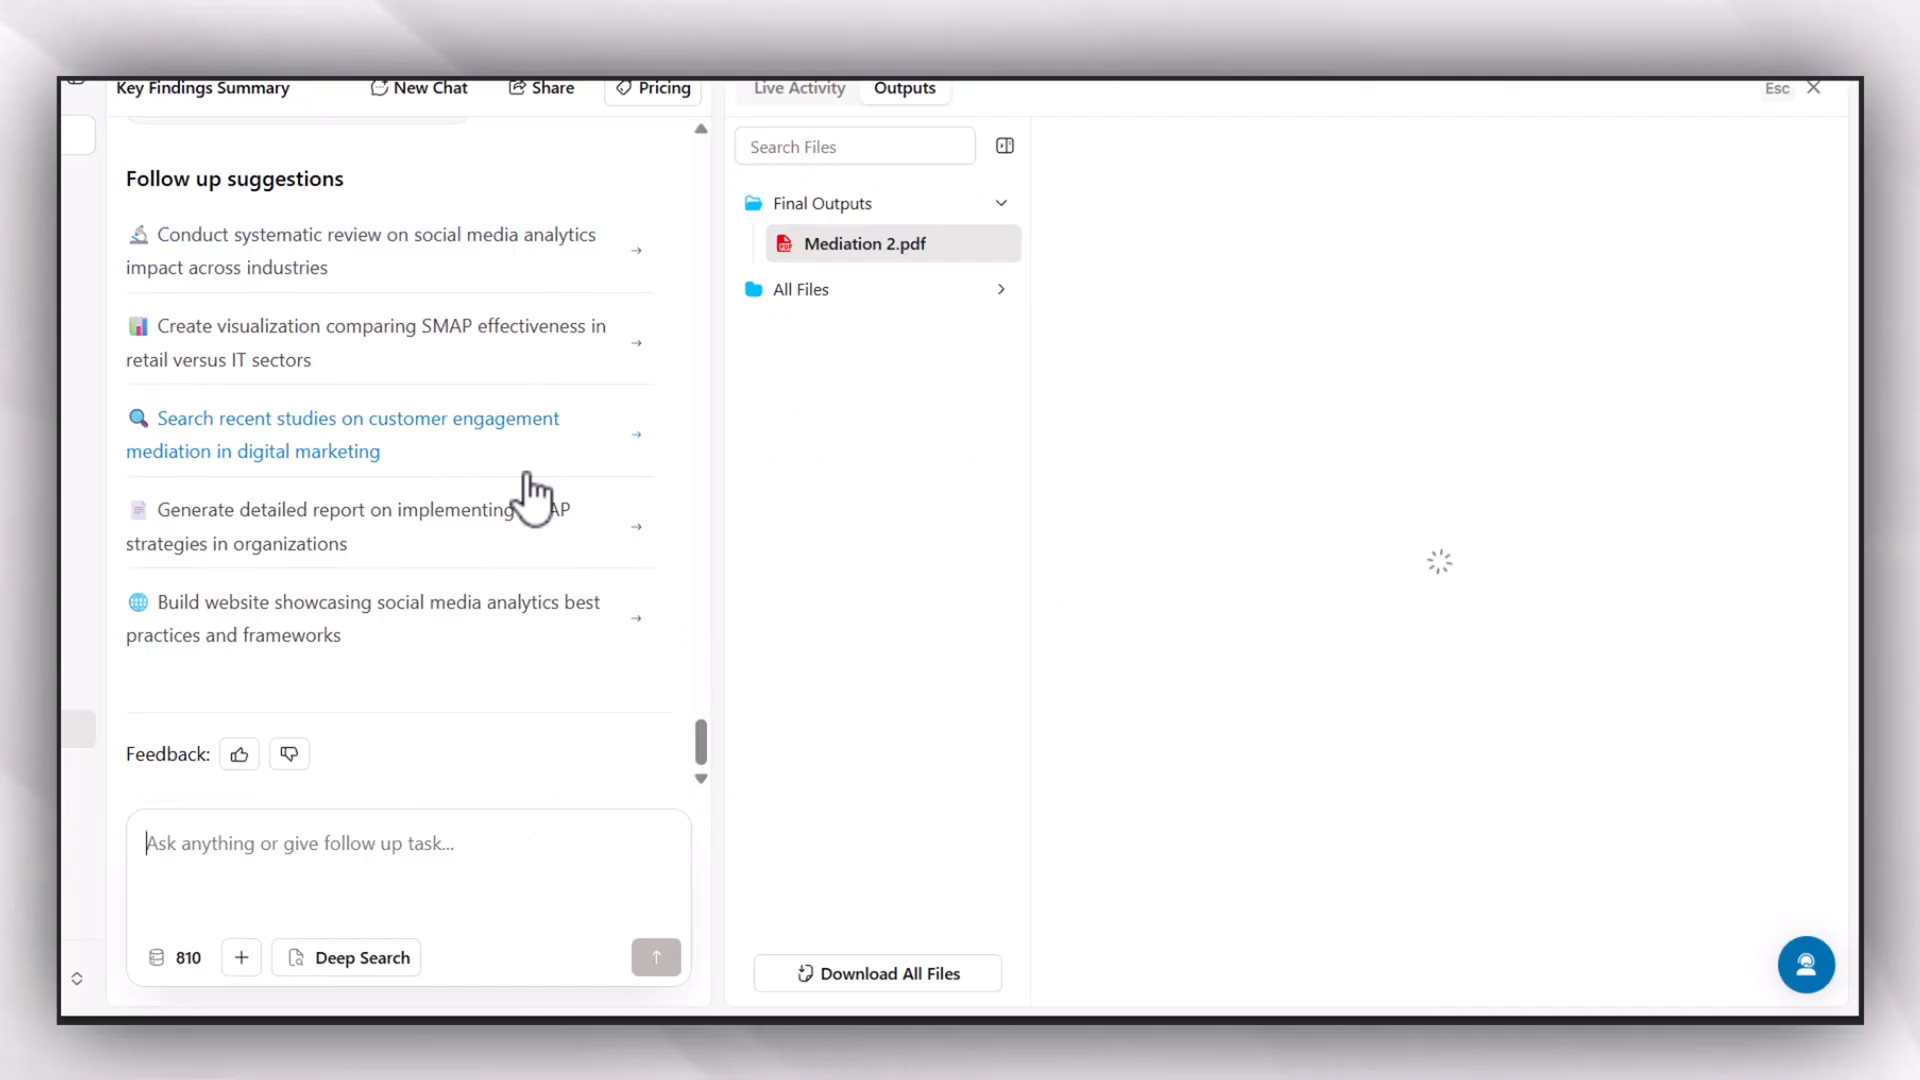 Key Findings Summary
New Chat
Share
Pricing
Live Activity
Outputs
Esc
Follow up suggestions
Conduct systematic review on social media analytics
impact across industries
Create visualization comparing SMAP effectiveness in
retail versus IT sectors
Search recent studies on customer engagement
mediation in digital marketing
Generate detailed report on implementing AP
strategies in organizations
Build website showcasing social media analytics best
practices and frameworks
Feedback:
Ask anything or give follow up task...
810
Deep Search
Search Files
Final Outputs
Mediation 2.pdf
All Files
Download All Files